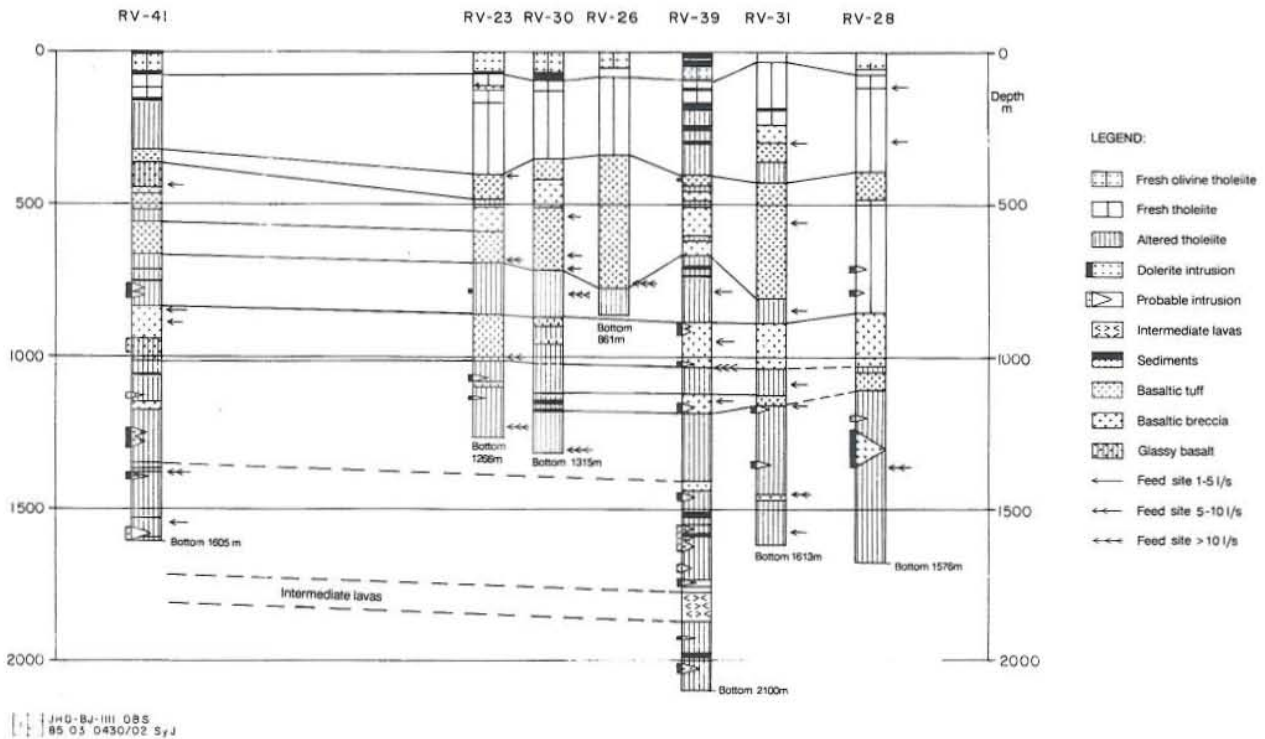 RV-41 RV-23 RV-30 RV-26 RV-39 RV-31 RV-28
0 0
Depth
m
500 500
1000 1000
1500 1500
2000 2000
Bottom 1605 m
Bottom
1266m
Bottom 1315m
Bottom
861m
Bottom 2100m
Bottom 1613m
Bottom 1576m
Intermediate lavas
LEGEND:
Fresh olivine tholeiite
Fresh tholeiite
Altered tholeiite
Dolerite intrusion
Probable intrusion
Intermediate lavas
Sediments
Basaltic tuff
Basaltic breccia
Glassy basalt
Feed site 1-5 l/s
Feed site 5-10 l/s
Feed site >10 l/s
JHD-BJ-1111 ÓBS
85 03 0430/02 SyJ